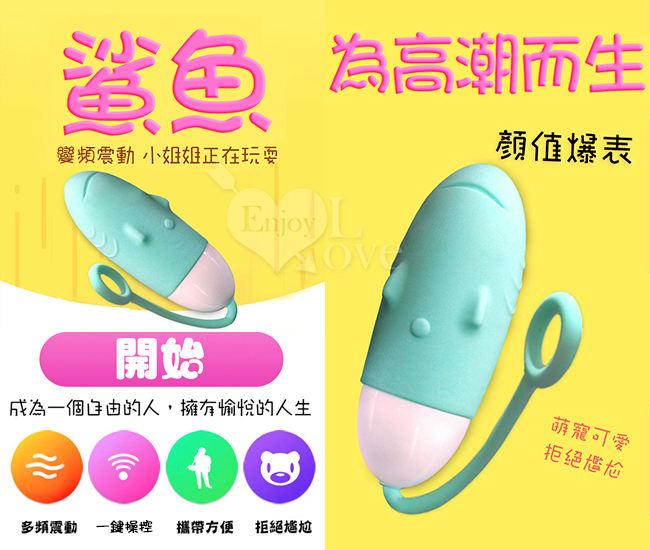 鯊魚
變頻震動 小姐姐正在玩耍
Enjoy Love
開始
成為一個自由的人,擁有愉悅的人生
多頻震動
一鍵操控
攜帶方便
拒絕尷尬
為高潮而生
顏值爆表
萌寵可愛
拒絕尷尬